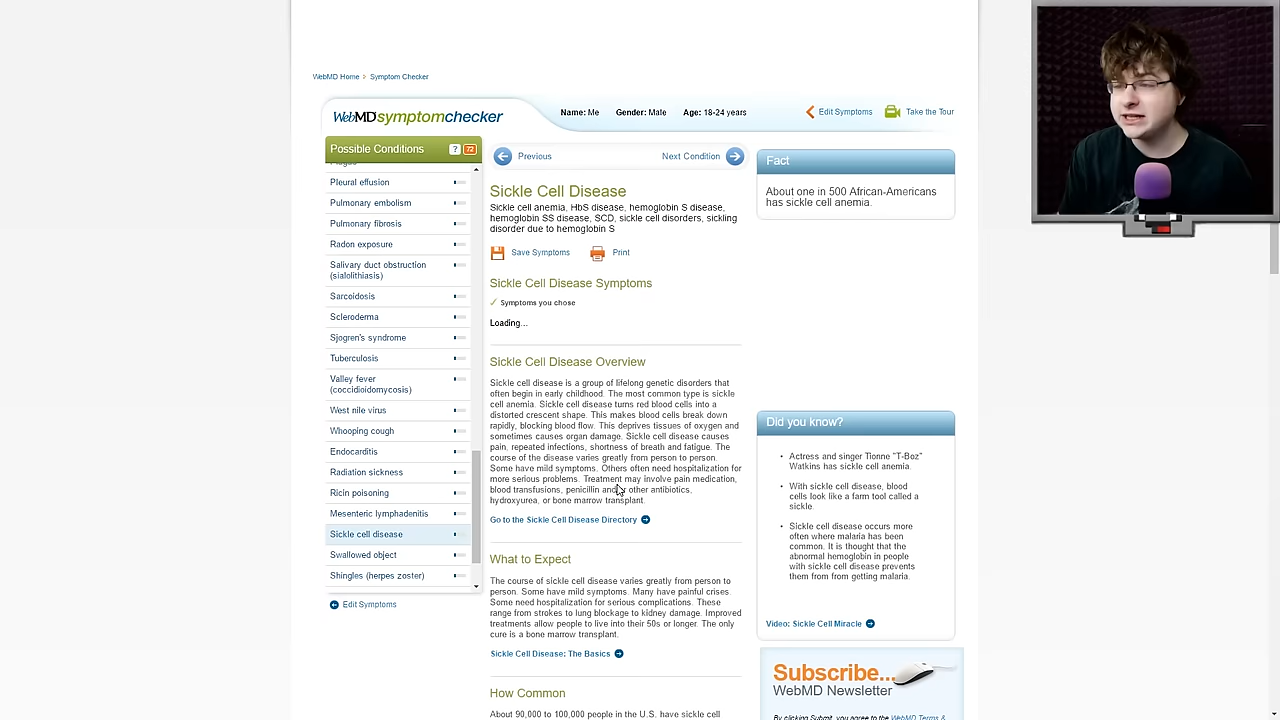 WebMD Home > Symptom Checker
WebMDsymptomchecker
Name: Me Gender: Male Age: 18-24 years
Edit Symptoms
Take the Tour
Possible Conditions ? 72
Pleural effusion
Pulmonary embolism
Pulmonary fibrosis
Radon exposure
Salivary duct obstruction
(sialolithiasis)
Sarcoidosis
Scleroderma
Sjogren's syndrome
Tuberculosis
Valley fever
(coccidioidomycosis)
West nile virus
Whooping cough
Endocarditis
Radiation sickness
Ricin poisoning
Mesenteric lymphadenitis
Sickle cell disease
Swallowed object
Shingles (herpes zoster)
Edit Symptoms
Previous
Next Condition
Sickle Cell Disease
Sickle cell anemia, HbS disease, hemoglobin S disease,
hemoglobin SS disease, SCD, sickle cell disorders, sickling
disorder due to hemoglobin S
Save Symptoms
Print
Sickle Cell Disease Symptoms
✓ Symptoms you chose
Loading...
Sickle Cell Disease Overview
Sickle cell disease is a group of lifelong genetic disorders that
often begin in early childhood. The most common type is sickle
cell anemia. Sickle cell disease turns red blood cells into a
distorted crescent shape. This makes blood cells break down
rapidly, blocking blood flow. This deprives tissues of oxygen and
sometimes causes organ damage. Sickle cell disease causes
pain, repeated infections, shortness of breath and fatigue. The
course of the disease varies greatly from person to person.
Some have mild symptoms. Others often need hospitalization for
more serious problems. Treatment may involve pain medication,
blood transfusions, penicillin and other antibiotics,
hydroxyurea, or bone marrow transplant.
Go to the Sickle Cell Disease Directory
What to Expect
The course of sickle cell disease varies greatly from person to
person. Some have mild symptoms. Many have painful crises.
Some need hospitalization for serious complications. These
range from strokes to lung blockage to kidney damage. Improved
treatments allow people to live into their 50s or longer. The only
cure is a bone marrow transplant.
Sickle Cell Disease: The Basics
How Common
About 90,000 to 100,000 people in the U.S. have sickle cell
Fact
About one in 500 African-Americans
has sickle cell anemia.
Did you know?
• Actress and singer Tionne "T-Boz"
Watkins has sickle cell anemia
• With sickle cell disease, blood
cells look like a farm tool called a
sickle.
• Sickle cell disease occurs more
often where malaria has been
common. It is thought that the
abnormal hemoglobin in people
with sickle cell disease prevents
them from from getting malaria.
Video: Sickle Cell Miracle
Subscribe...
WebMD Newsletter
By clicking Submit, you agree to the WebMD Terms &